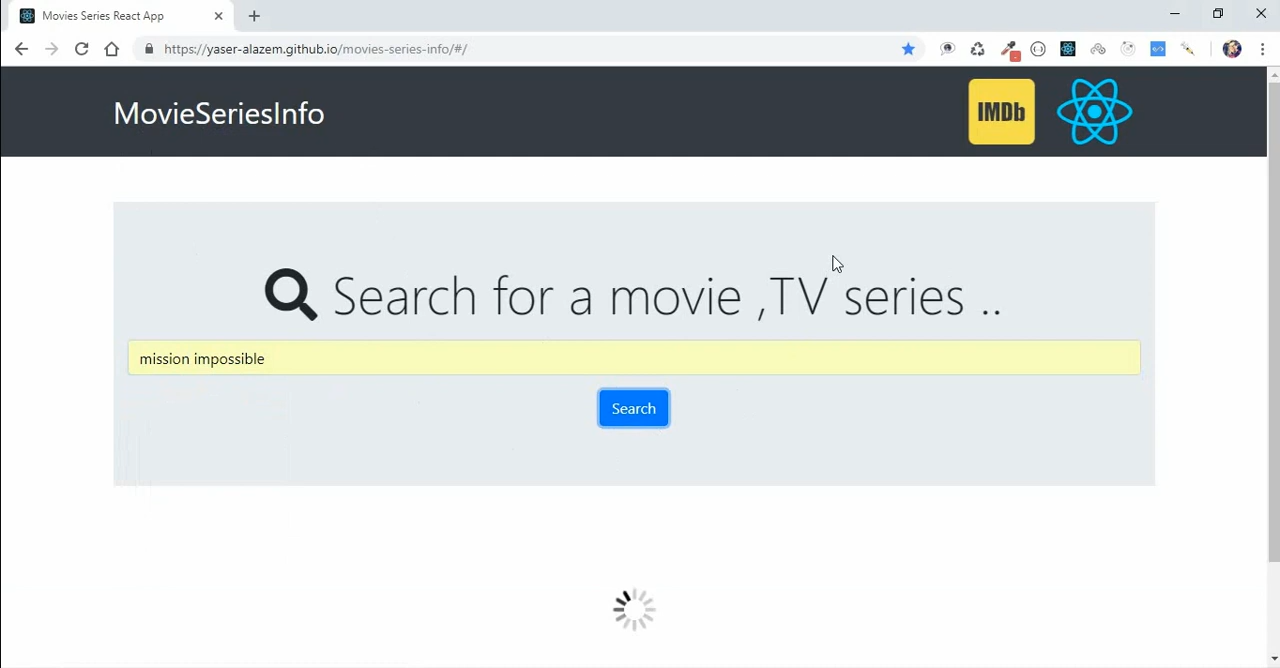 Movies Series React App
https://yaser-alazem.github.io/movies-series-info/#/
MovieSeriesInfo
IMDb
Search for a movie ,TV series ..
mission impossible
Search